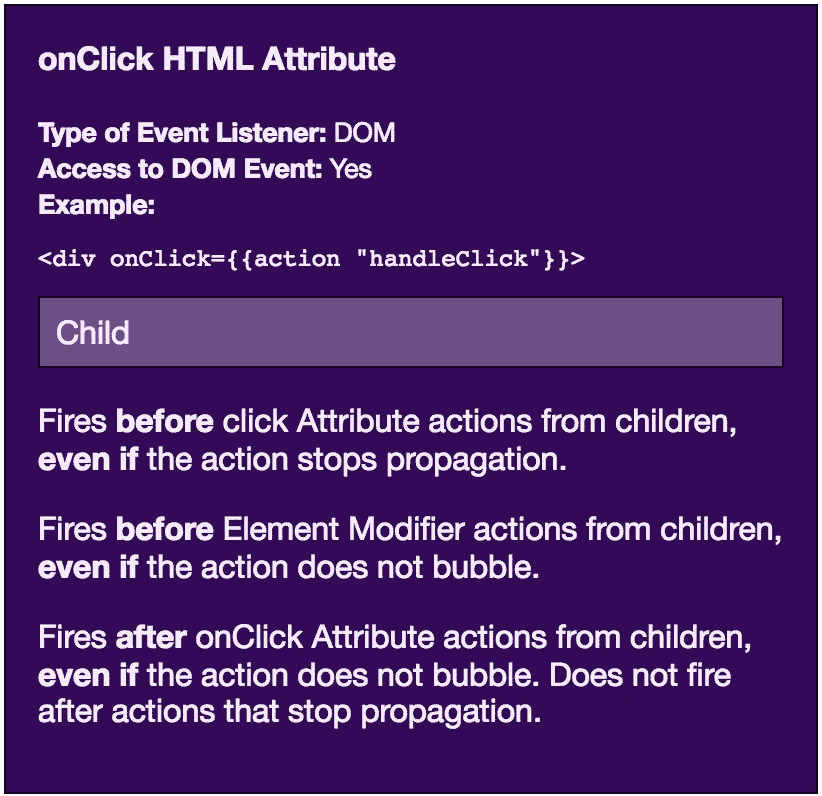 onClick HTML Attribute
Type of Event Listener: DOM
Access to DOM Event: Yes
Example:
<div onClick={{action "handleClick"}}>
Child
Fires before click Attribute actions from children,
even if the action stops propagation.
Fires before Element Modifier actions from children,
even if the action does not bubble.
Fires after onClick Attribute actions from children,
even if the action does not bubble. Does not fire
after actions that stop propagation.